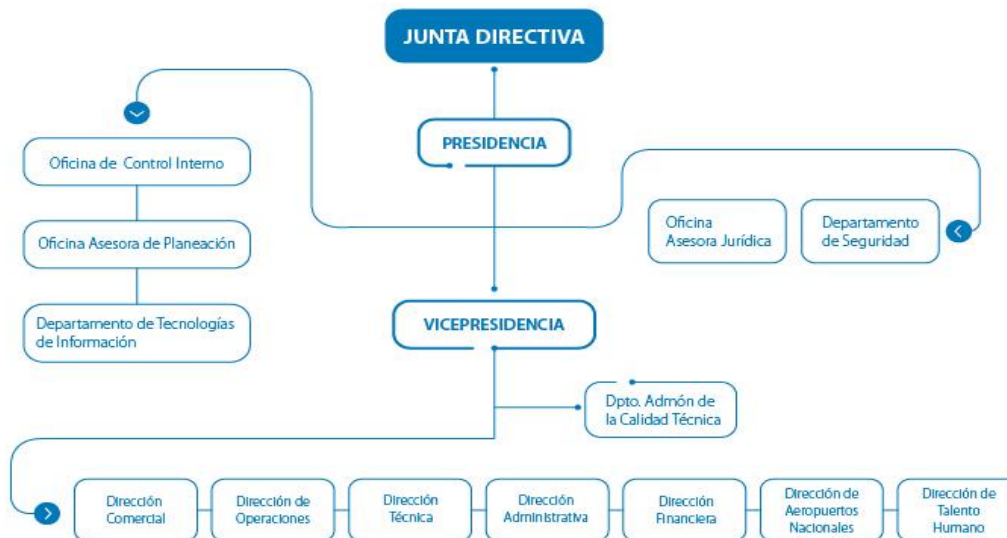 JUNTA DIRECTIVA
PRESIDENCIA
Oficina de Control Interno
Oficina Asesora de Planeación
Departamento de Tecnologías
de Información
Oficina
Asesora Jurídica
Departamento
de Seguridad
VICEPRESIDENCIA
Dpto. Admón de
la Calidad Técnica
Dirección
Comercial
Dirección de
Operaciones
Dirección
Técnica
Dirección
Administrativa
Dirección
Financiera
Dirección de
Aeropuertos
Nacionales
Dirección de
Talento
Humano